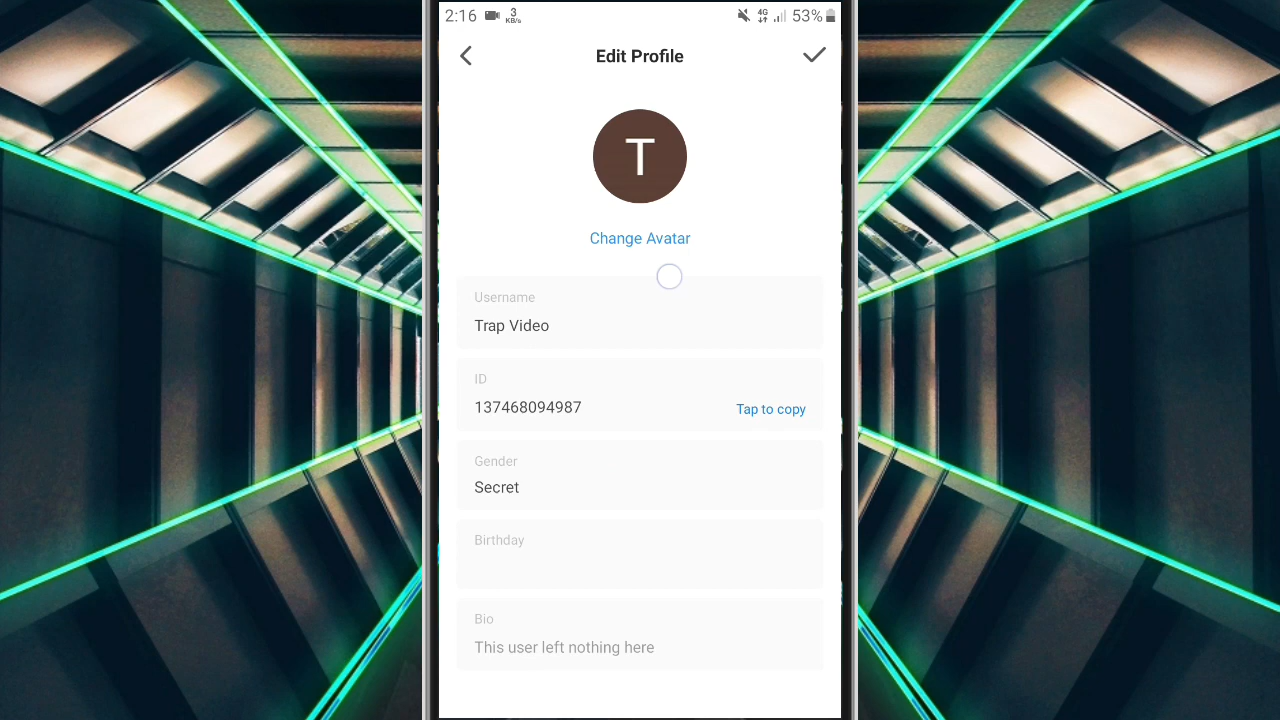 2:16 3 KB/s 4G 53%
Edit Profile
T
Change Avatar
Username
Trap Video
ID
137468094987 Tap to copy
Gender
Secret
Birthday
Bio
This user left nothing here